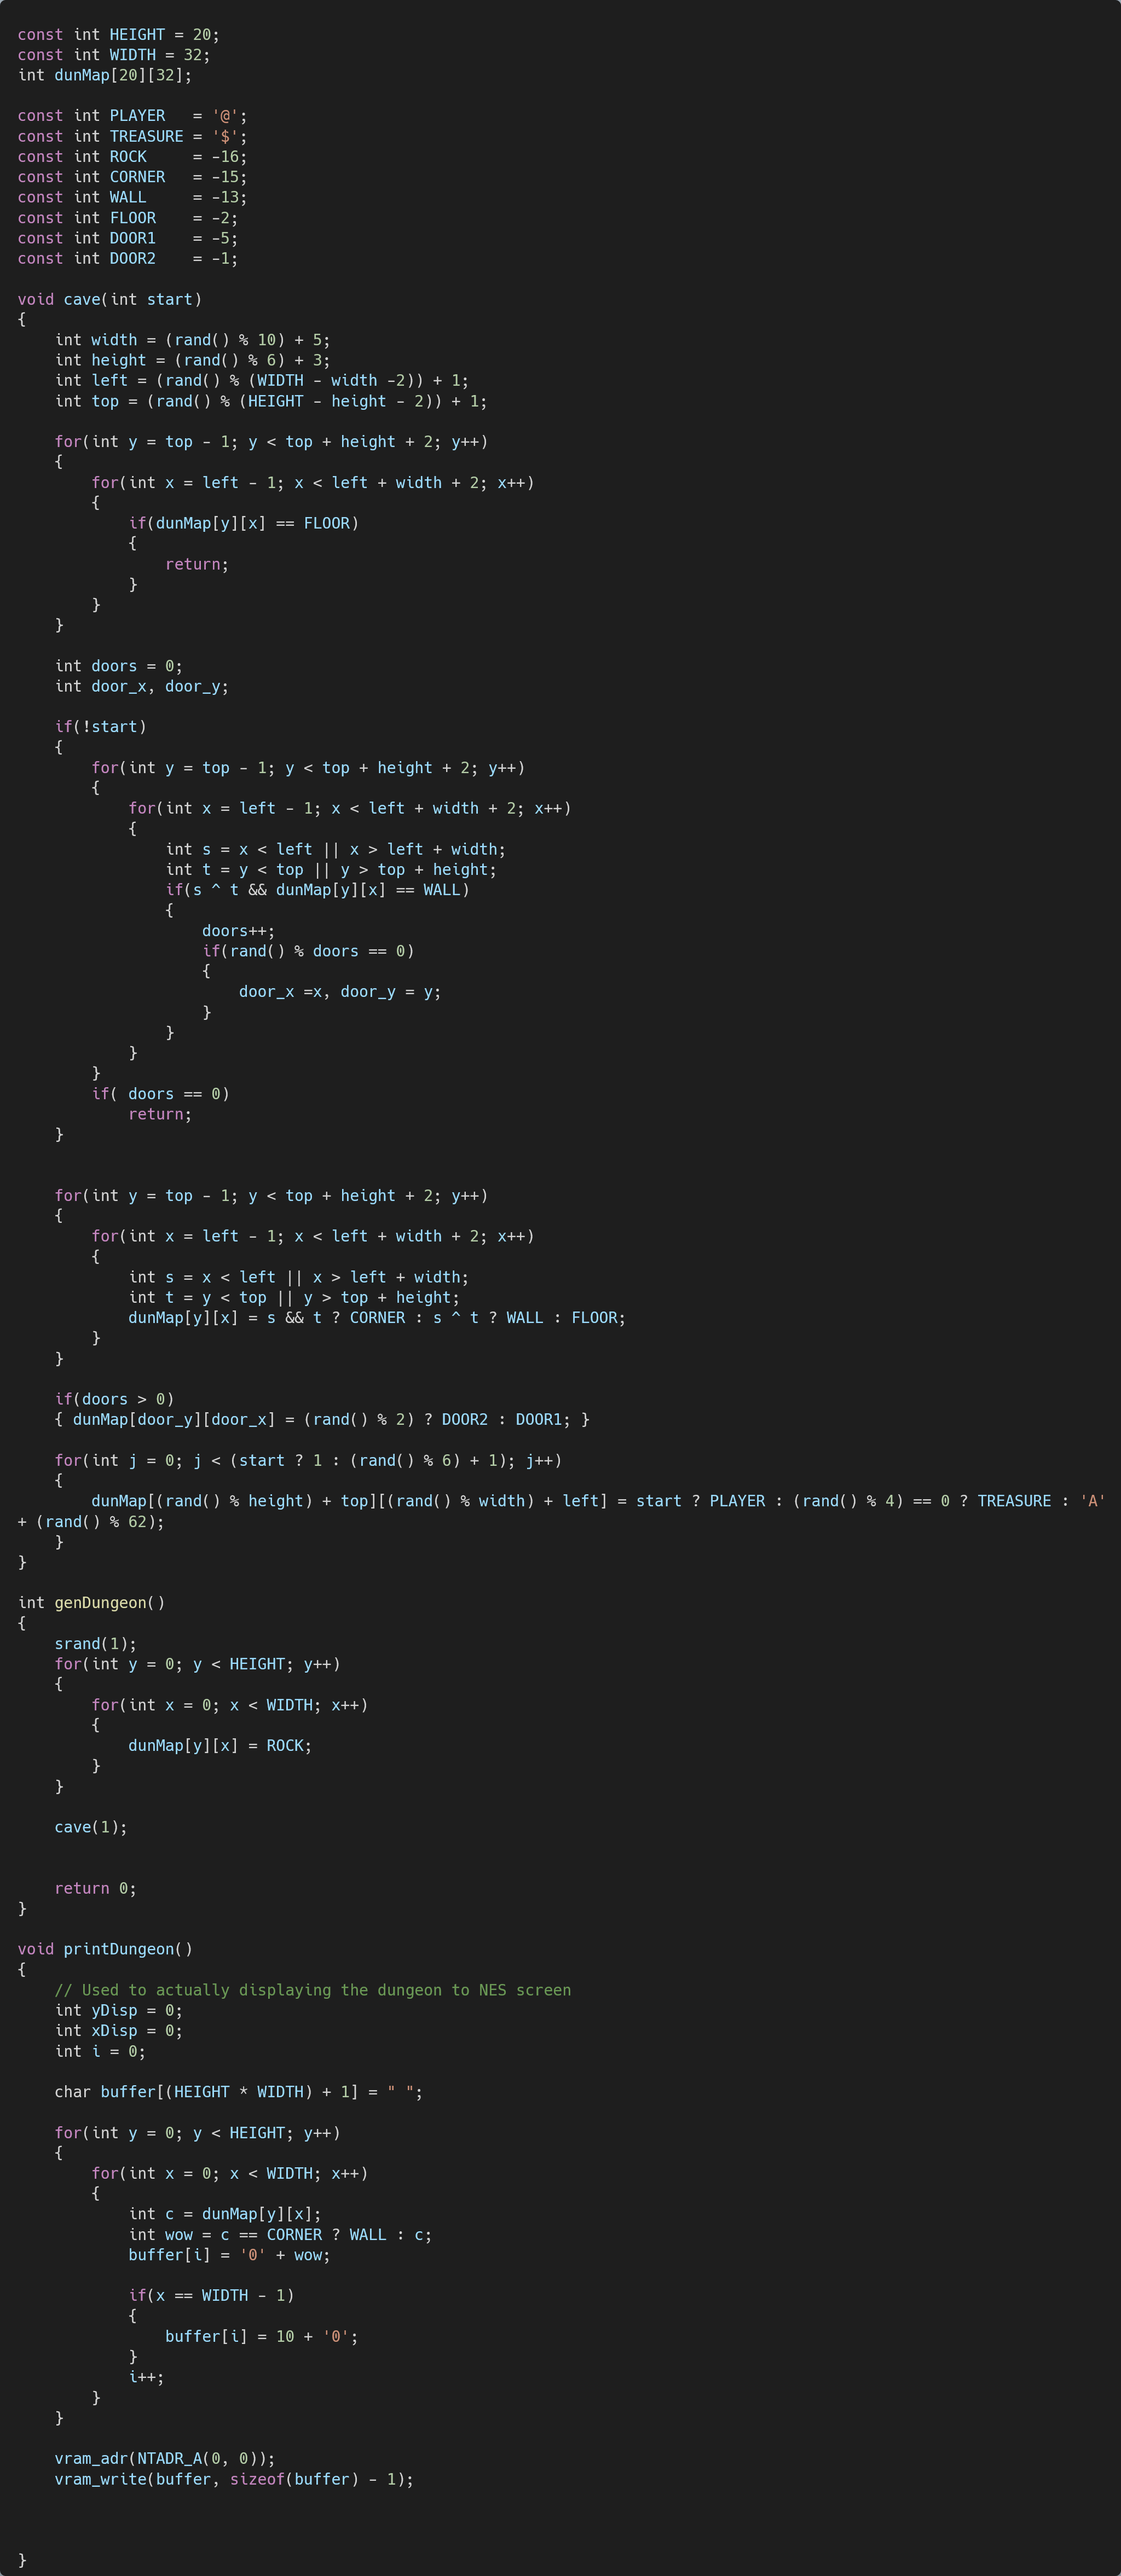 const int HEIGHT = 20;
const int WIDTH = 32;
int dunMap[20][32];

const int PLAYER   = '@';
const int TREASURE = '$';
const int ROCK     = -16;
const int CORNER   = -15;
const int WALL     = -13;
const int FLOOR    = -2;
const int DOOR1    = -5;
const int DOOR2    = -1;

void cave(int start)
{
    int width = (rand() % 10) + 5;
    int height = (rand() % 6) + 3;
    int left = (rand() % (WIDTH - width -2)) + 1;
    int top = (rand() % (HEIGHT - height - 2)) + 1;

    for(int y = top - 1; y < top + height + 2; y++)
    {
        for(int x = left - 1; x < left + width + 2; x++)
        {
            if(dunMap[y][x] == FLOOR)
            {
                return;
            }
        }
    }

    int doors = 0;
    int door_x, door_y;

    if(!start)
    {
        for(int y = top - 1; y < top + height + 2; y++)
        {
            for(int x = left - 1; x < left + width + 2; x++)
            {
                int s = x < left || x > left + width;
                int t = y < top || y > top + height;
                if(s ^ t && dunMap[y][x] == WALL)
                {
                    doors++;
                    if(rand() % doors == 0)
                    {
                        door_x =x, door_y = y;
                    }
                }
            }
        }
        if( doors == 0)
            return;
    }


    for(int y = top - 1; y < top + height + 2; y++)
    {
        for(int x = left - 1; x < left + width + 2; x++)
        {
            int s = x < left || x > left + width;
            int t = y < top || y > top + height;
            dunMap[y][x] = s && t ? CORNER : s ^ t ? WALL : FLOOR;
        }
    }

    if(doors > 0)
    { dunMap[door_y][door_x] = (rand() % 2) ? DOOR2 : DOOR1; }

    for(int j = 0; j < (start ? 1 : (rand() % 6) + 1); j++)
    {
        dunMap[(rand() % height) + top][(rand() % width) + left] = start ? PLAYER : (rand() % 4) == 0 ? TREASURE : 'A'
+ (rand() % 62);
    }
}

int genDungeon()
{
    srand(1);
    for(int y = 0; y < HEIGHT; y++)
    {
        for(int x = 0; x < WIDTH; x++)
        {
            dunMap[y][x] = ROCK;
        }
    }

    cave(1);


    return 0;
}

void printDungeon()
{
    // Used to actually displaying the dungeon to NES screen
    int yDisp = 0;
    int xDisp = 0;
    int i = 0;

    char buffer[(HEIGHT * WIDTH) + 1] = " ";

    for(int y = 0; y < HEIGHT; y++)
    {
        for(int x = 0; x < WIDTH; x++)
        {
            int c = dunMap[y][x];
            int wow = c == CORNER ? WALL : c;
            buffer[i] = '0' + wow;

            if(x == WIDTH - 1)
            {
                buffer[i] = 10 + '0';
            }
            i++;
        }
    }

    vram_adr(NTADR_A(0, 0));
    vram_write(buffer, sizeof(buffer) - 1);



}